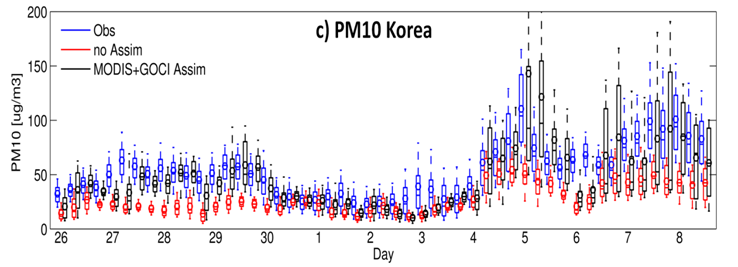 c) PM10 Korea
Obs
no Assim
MODIS+GOCI Assim
PM10 [ug/m3]
200
150
100
50
0
26 27 28 29 30 1 2 3 4 5 6 7 8
Day